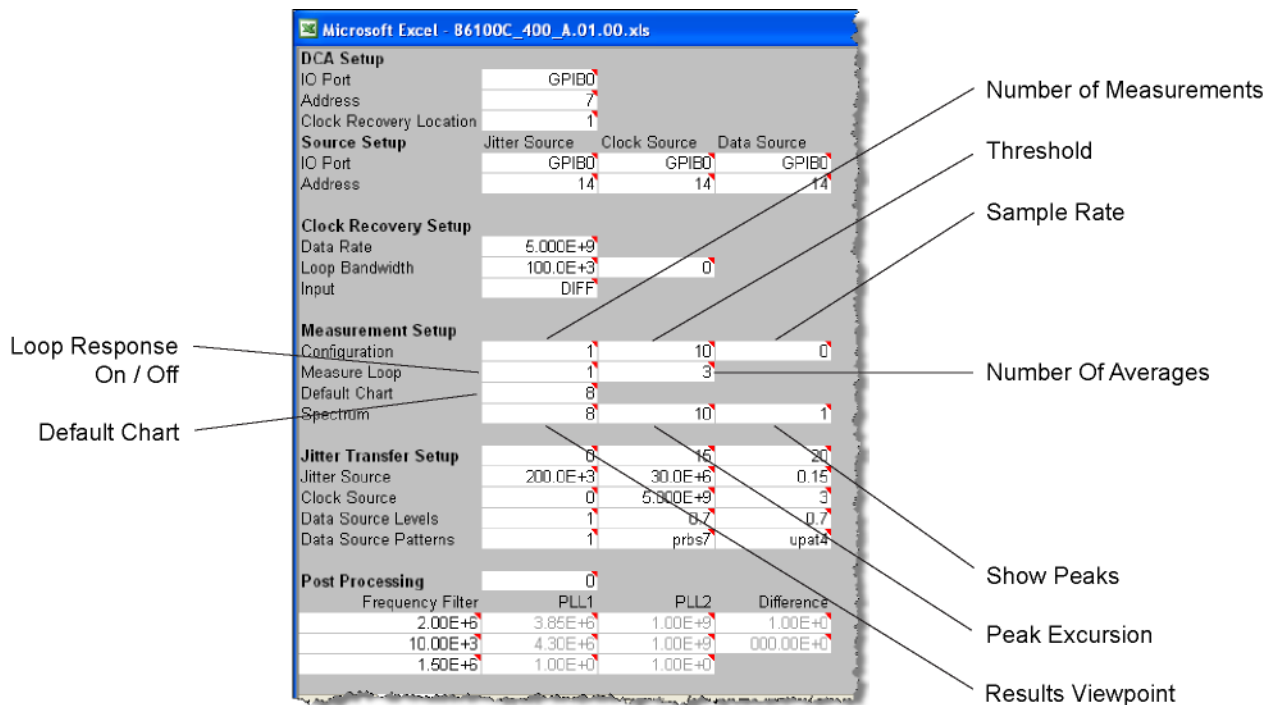 Microsoft Excel - 86100C_400_A.01.00.xls
DCA Setup
IO Port GPIB0
Address 7
Clock Recovery Location 1
Source Setup Jitter Source Clock Source Data Source
IO Port GPIB0 GPIB0 GPIB0
Address 14 14 14
Clock Recovery Setup
Data Rate 5.000E+9
Loop Bandwidth 100.0E+3 0
Input DIFF
Measurement Setup
Configuration 1 10 0
Measure Loop 1 3
Default Chart 8
Spectrum 8 10 1
Jitter Transfer Setup 0 15 20
Jitter Source 200.0E+3 30.0E+6 0.15
Clock Source 0 5.000E+9 3
Data Source Levels 1 0.7 0.7
Data Source Patterns 1 prbs7 upat4
Post Processing 0
Frequency Filter PLL1 PLL2 Difference
2.00E+6 3.85E+6 1.00E+9 1.00E+0
10.00E+3 4.30E+6 1.00E+9 000.00E+0
1.50E+6 1.00E+0 1.00E+0
Loop Response
On / Off
Default Chart
Number of Measurements
Threshold
Sample Rate
Number Of Averages
Show Peaks
Peak Excursion
Results Viewpoint